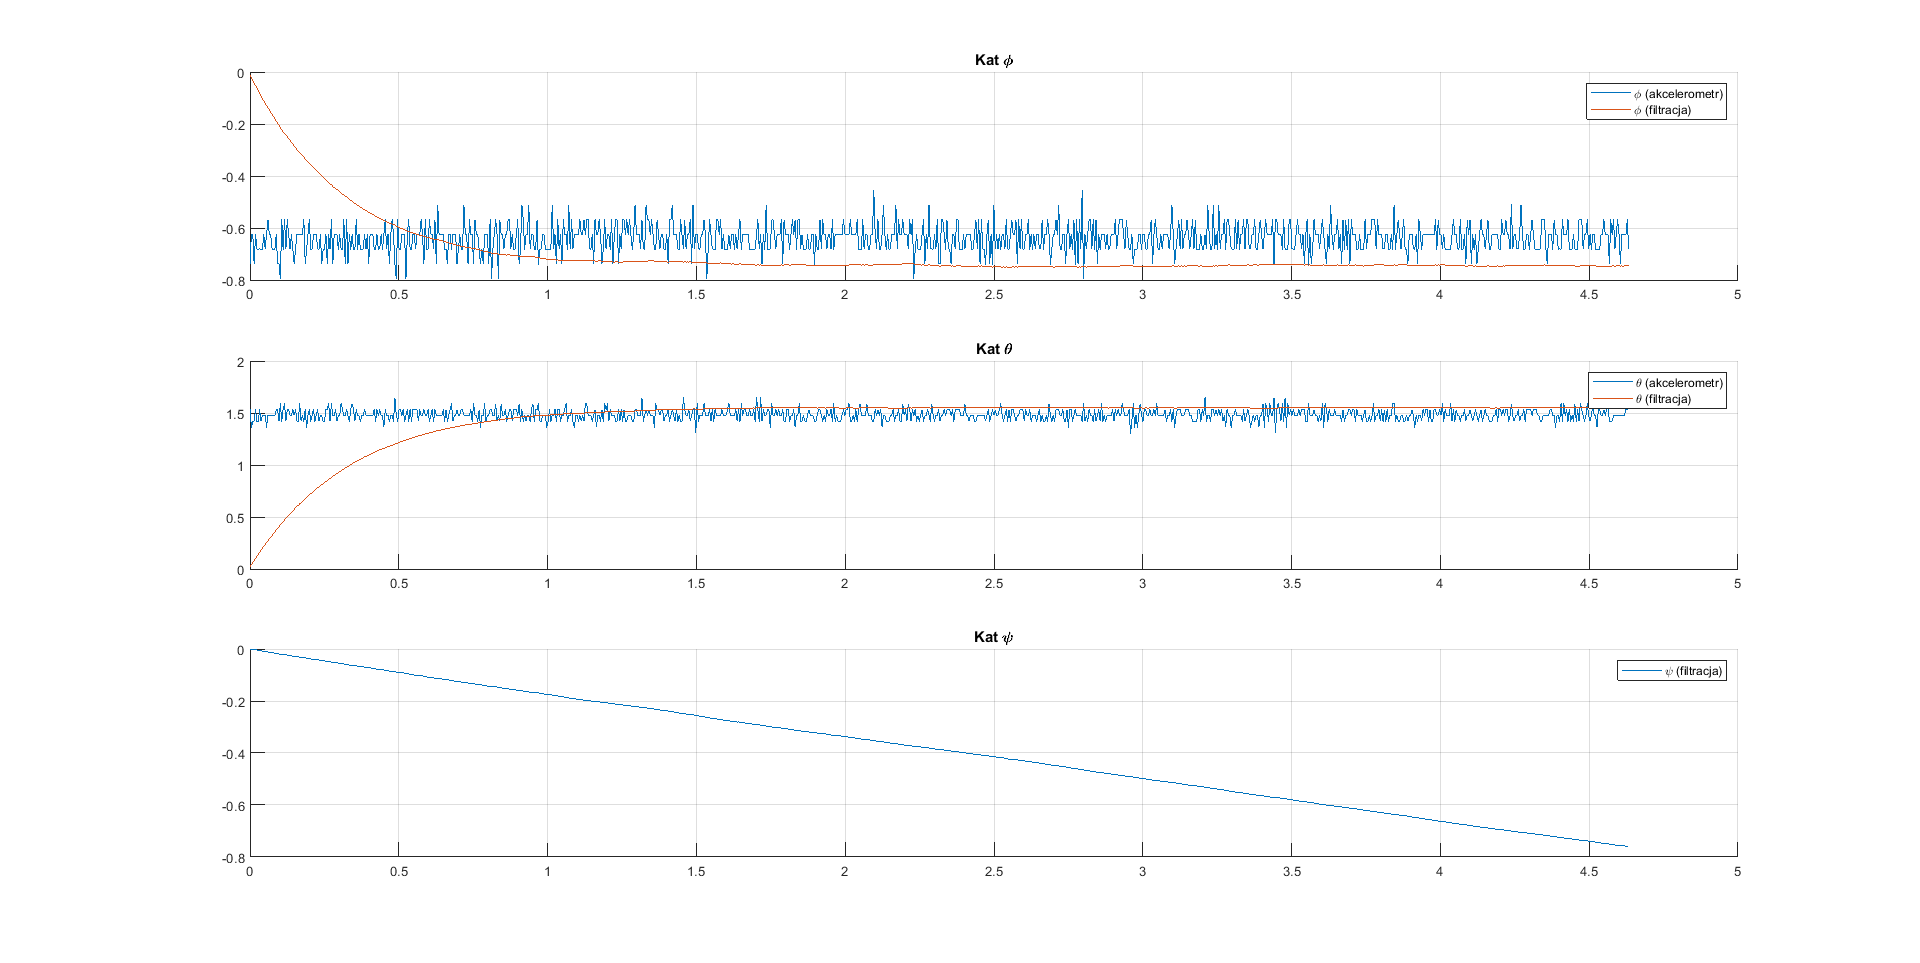 Kat ϕ
0
-0.2
-0.4
-0.6
-0.8
0 0.5 1 1.5 2 2.5 3 3.5 4 4.5 5
ϕ (akcelerometr)
ϕ (filtracja)
Kat θ
2
1.5
1
0.5
0
0 0.5 1 1.5 2 2.5 3 3.5 4 4.5 5
θ (akcelerometr)
θ (filtracja)
Kat ψ
0
-0.2
-0.4
-0.6
-0.8
0 0.5 1 1.5 2 2.5 3 3.5 4 4.5 5
ψ (filtracja)